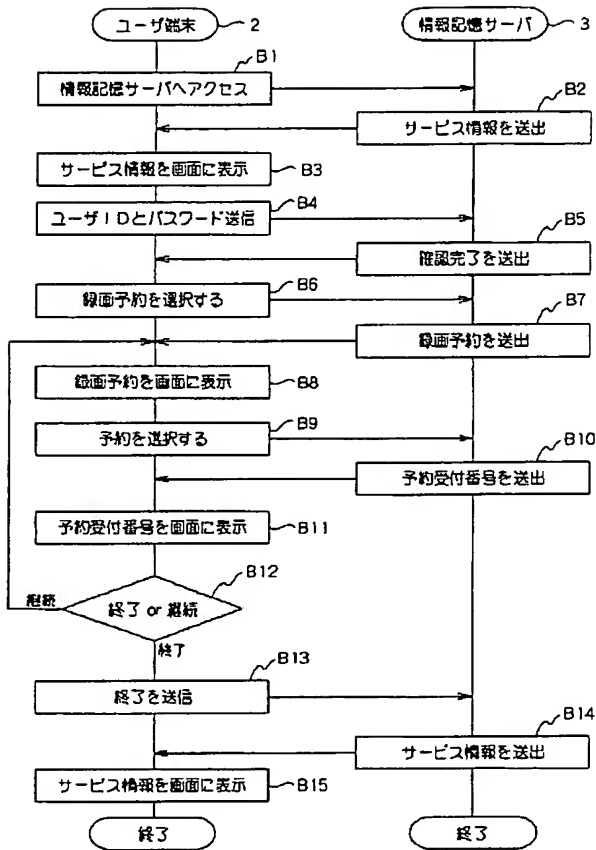 ユーザ端末 2
情報記憶サーバ 3
B1
情報記憶サーバへアクセス
B2
サービス情報を送出
サービス情報を画面に表示 B3
B4
ユーザIDとパスワード送信
B5
確認完了を送出
B6
録画予約を選択する
B7
録画予約を送出
録画予約を画面に表示 B8
B9
予約を選択する
B10
予約受付番号を送出
予約受付番号を画面に表示 B11
B12
継続
終了 or 継続
終了
B13
終了を送信
B14
サービス情報を送出
サービス情報を画面に表示 B15
終了
終了